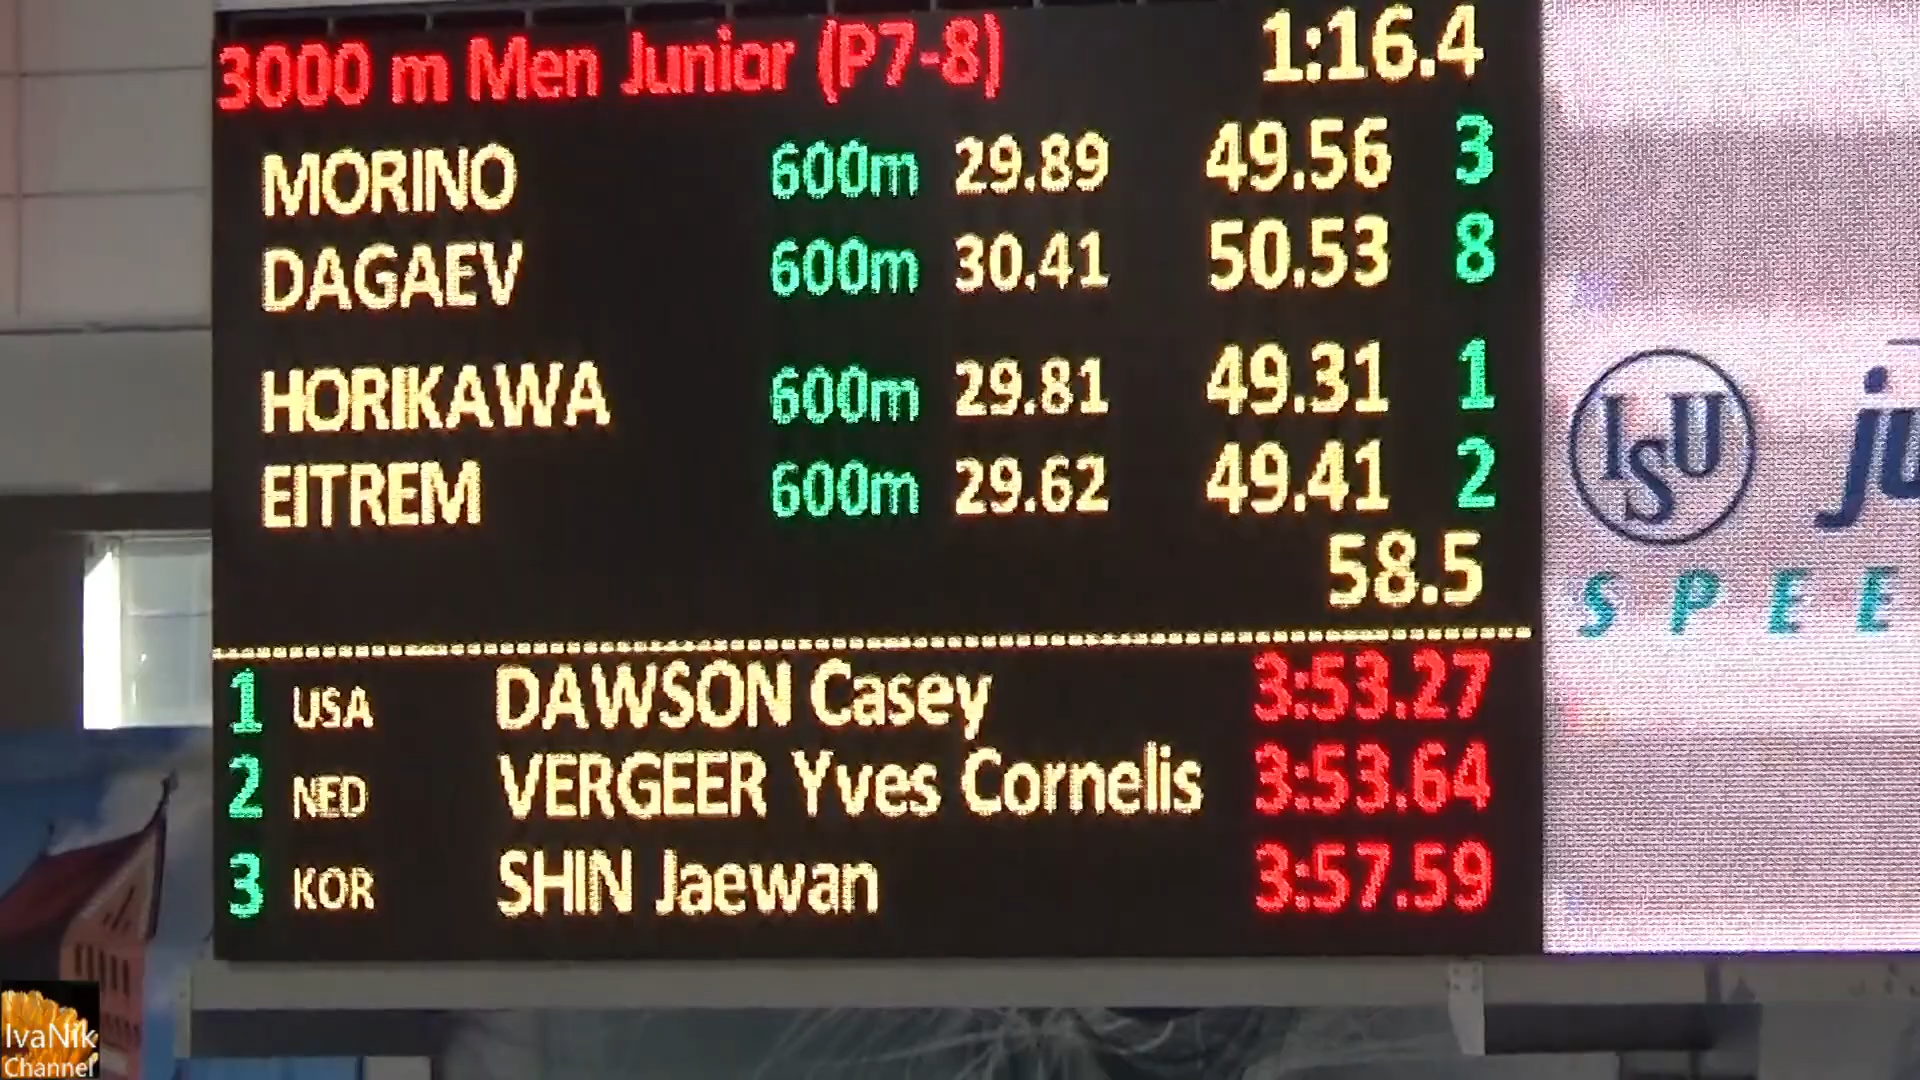 3000 m Men Junior (P7-8) 1:16.4
MORINO 600m 29.89 49.56 3
DAGAEV 600m 30.41 50.53 8
HORIKAWA 600m 29.81 49.31 1
EITREM 600m 29.62 49.41 2
58.5
1 USA DAWSON Casey 3:53.27
2 NED VERGEER Yves Cornelis 3:53.64
3 KOR SHIN Jaewan 3:57.59
ISU ju
SPEE
IvaNik
Channel